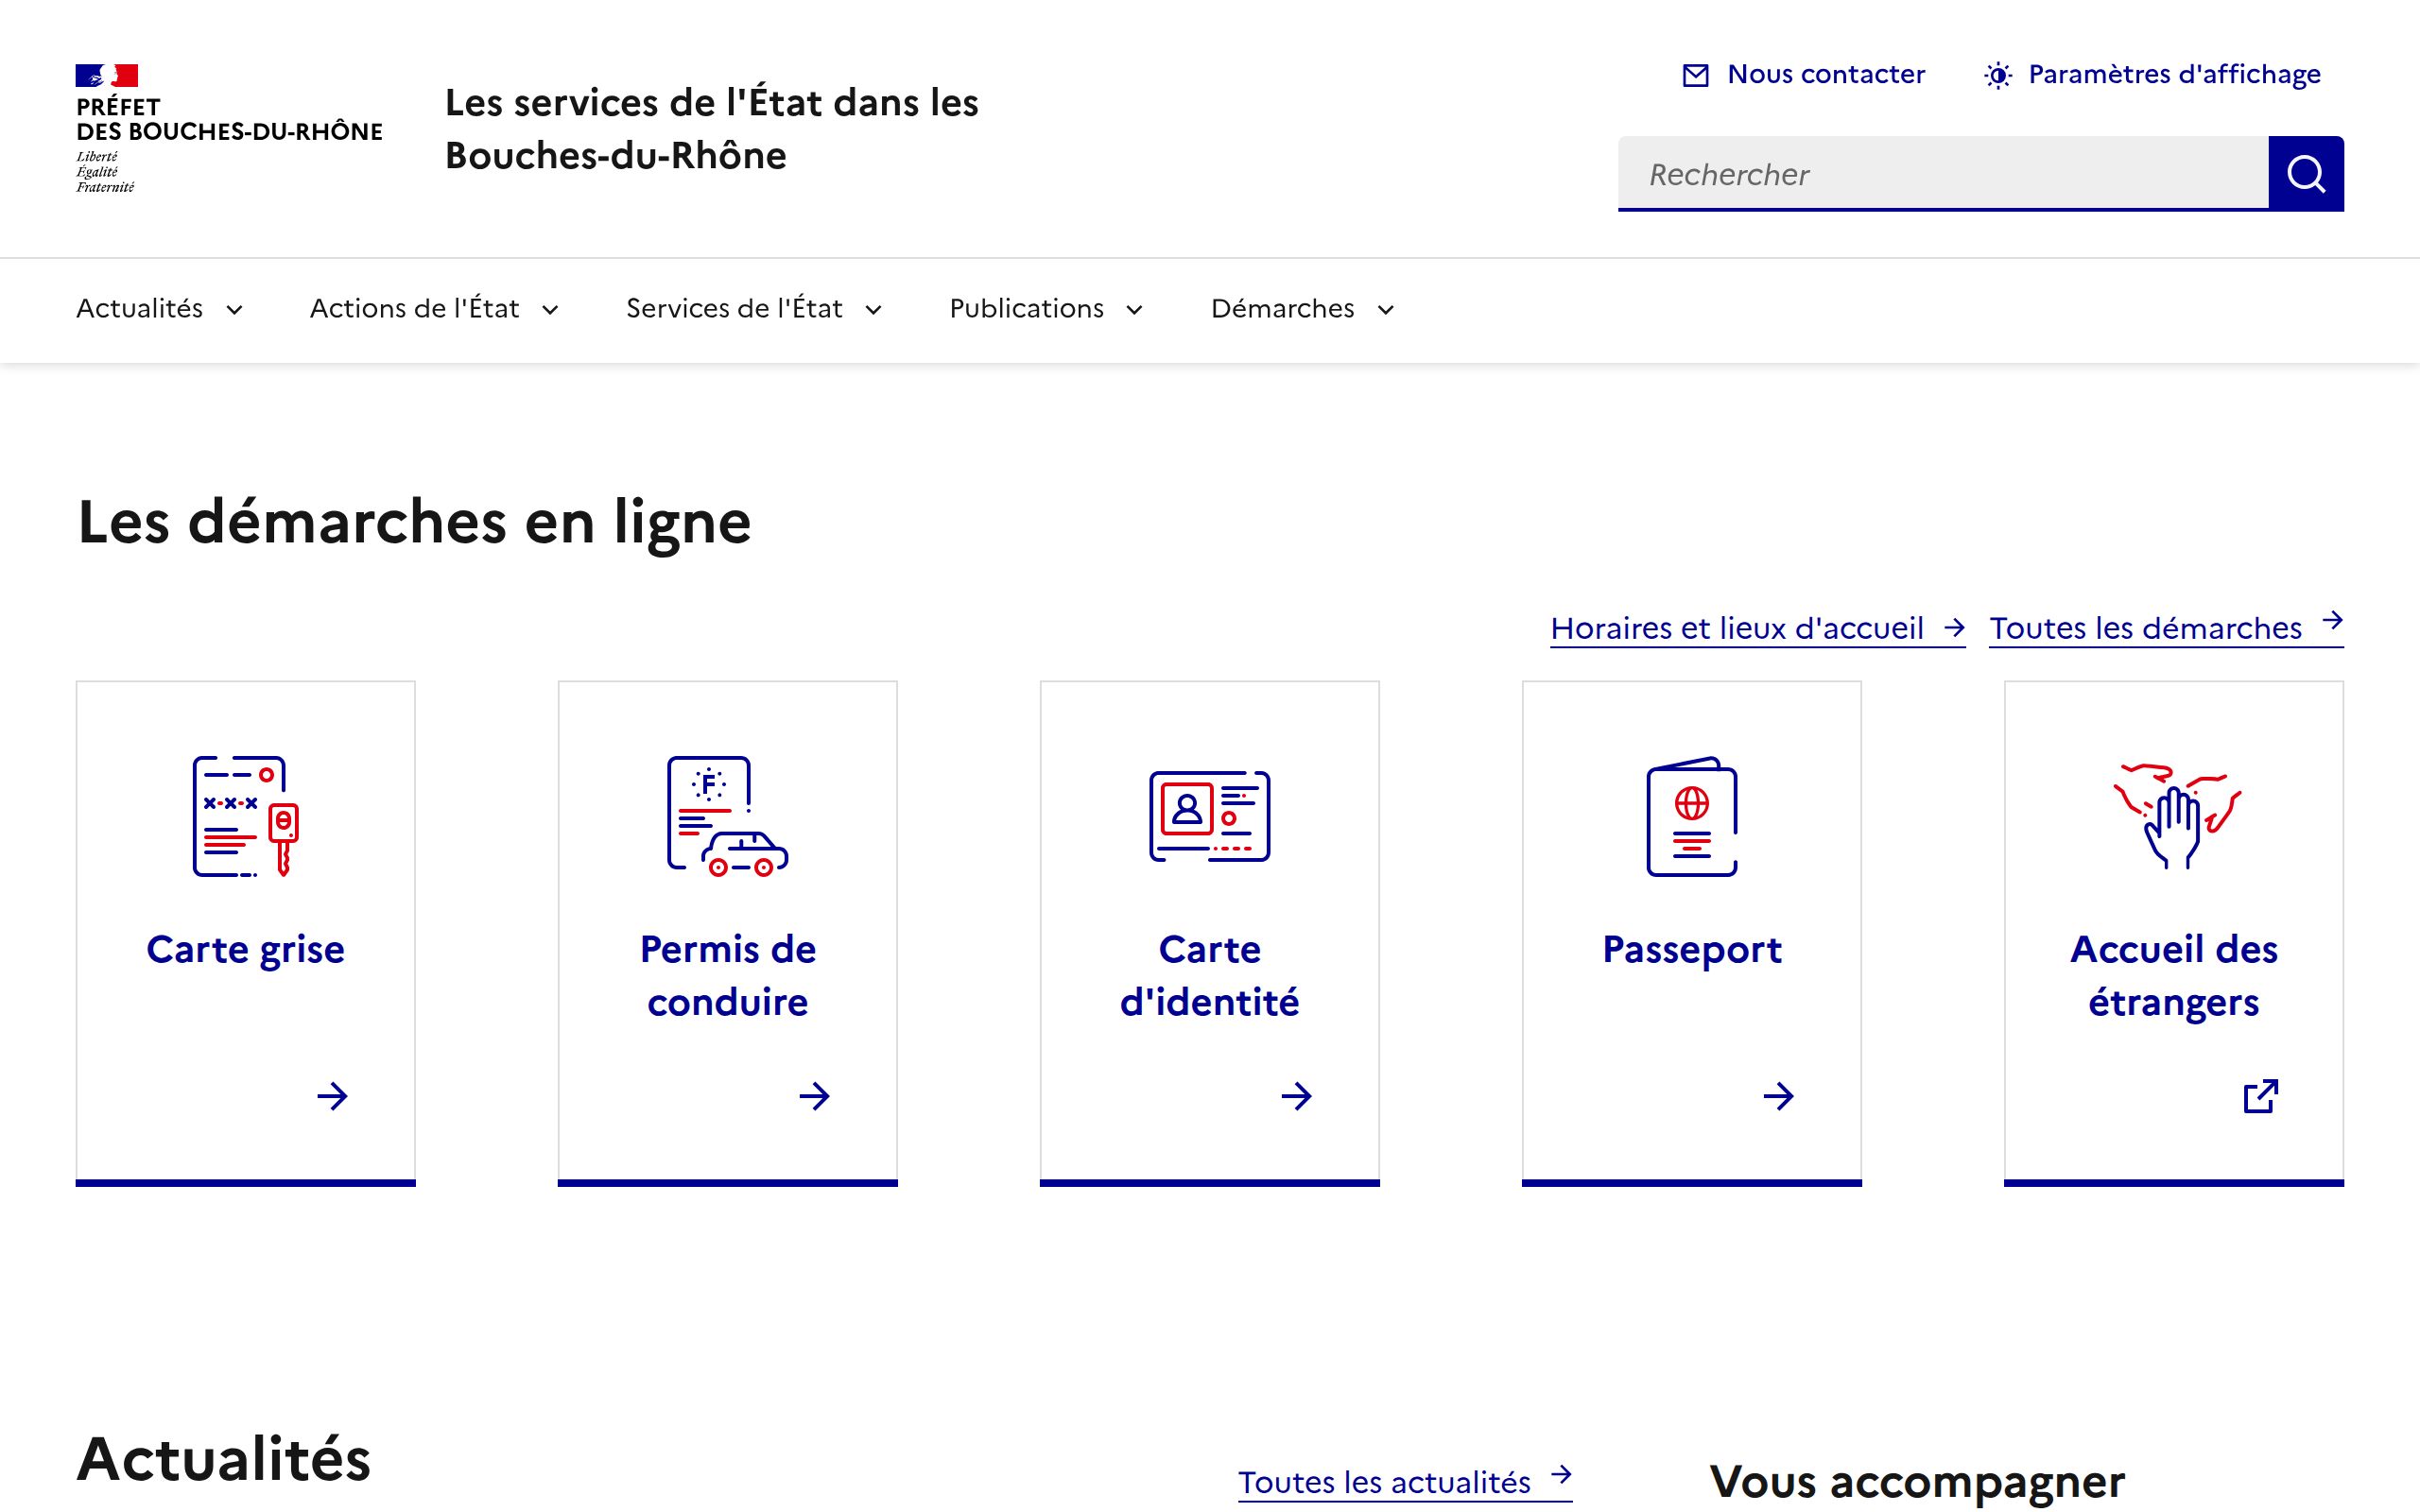 PRÉFET
DES BOUCHES-DU-RHÔNE
Liberté
Égalité
Fraternité
Les services de l'État dans les
Bouches-du-Rhône
Nous contacter
Paramètres d'affichage
Rechercher
Actualités
Actions de l'État
Services de l'État
Publications
Démarches
Les démarches en ligne
Horaires et lieux d'accueil
Toutes les démarches
Carte grise
F
Permis de
conduire
Carte
d'identité
Passeport
Accueil des
étrangers
Actualités
Toutes les actualités
Vous accompagner